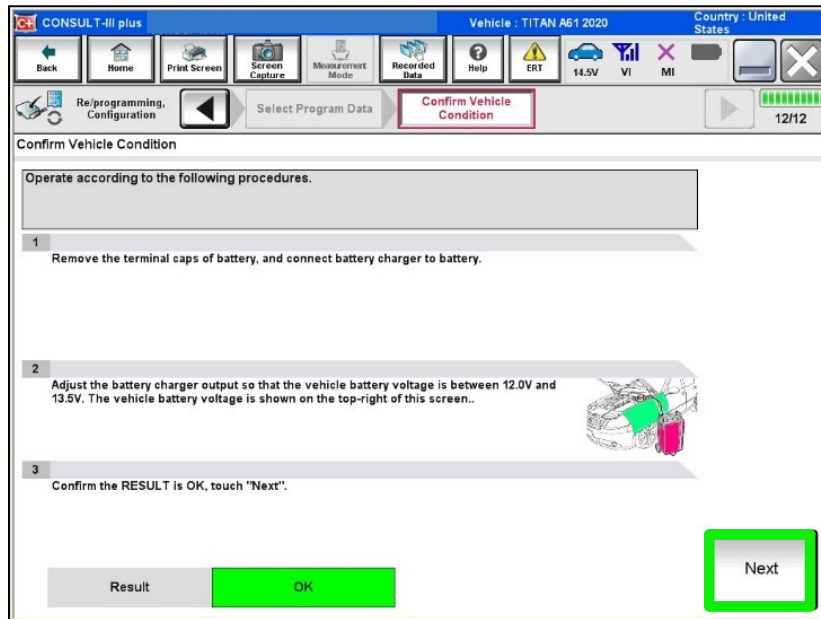 C+ CONSULT-III plus
Vehicle : TITAN A61 2020
Country : United
States
Back
Home
Print Screen
Screen
Capture
Measurement
Mode
Recorded
Data
Help
ERT
14.5V
VI
MI
Re/programming,
Configuration
Select Program Data
Confirm Vehicle
Condition
12/12
Confirm Vehicle Condition
Operate according to the following procedures.
1
Remove the terminal caps of battery, and connect battery charger to battery.
2
Adjust the battery charger output so that the vehicle battery voltage is between 12.0V and
13.5V. The vehicle battery voltage is shown on the top-right of this screen..
3
Confirm the RESULT is OK, touch "Next".
Result
OK
Next